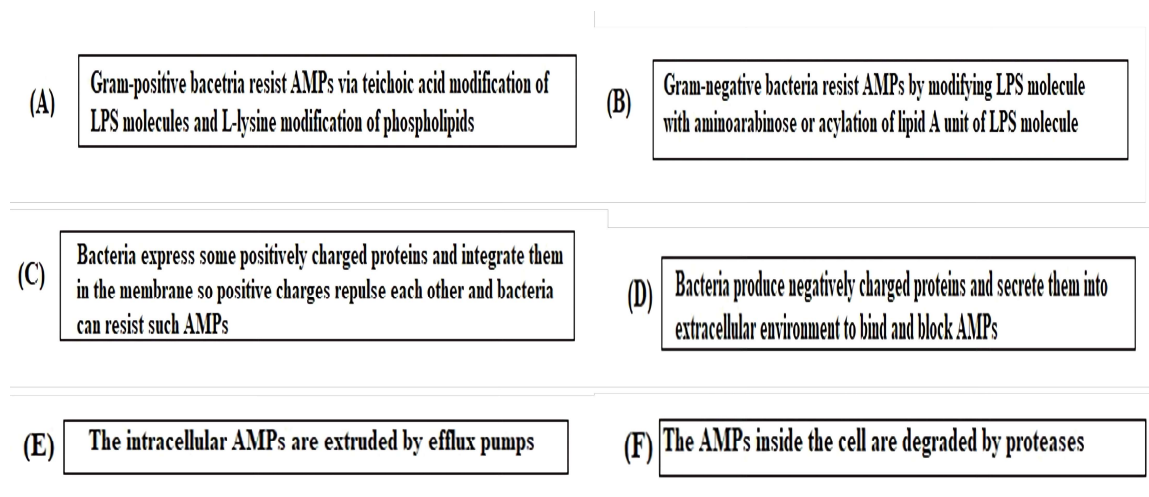 (A)
Gram-positive bacetria resist AMPs via teichoic acid modification of
LPS molecules and L-lysine modification of phospholipids
(B)
Gram-negative bacteria resist AMPs by modifying LPS molecule
with aminoarabinose or acylation of lipid A unit of LPS molecule
(C)
Bacteria express some positively charged proteins and integrate them
in the membrane so positive charges repulse each other and bacteria
can resist such AMPs
(D)
Bacteria produce negatively charged proteins and secrete them into
extracellular environment to bind and block AMPs
(E)
The intracellular AMPs are extruded by efflux pumps
(F)
The AMPs inside the cell are degraded by proteases